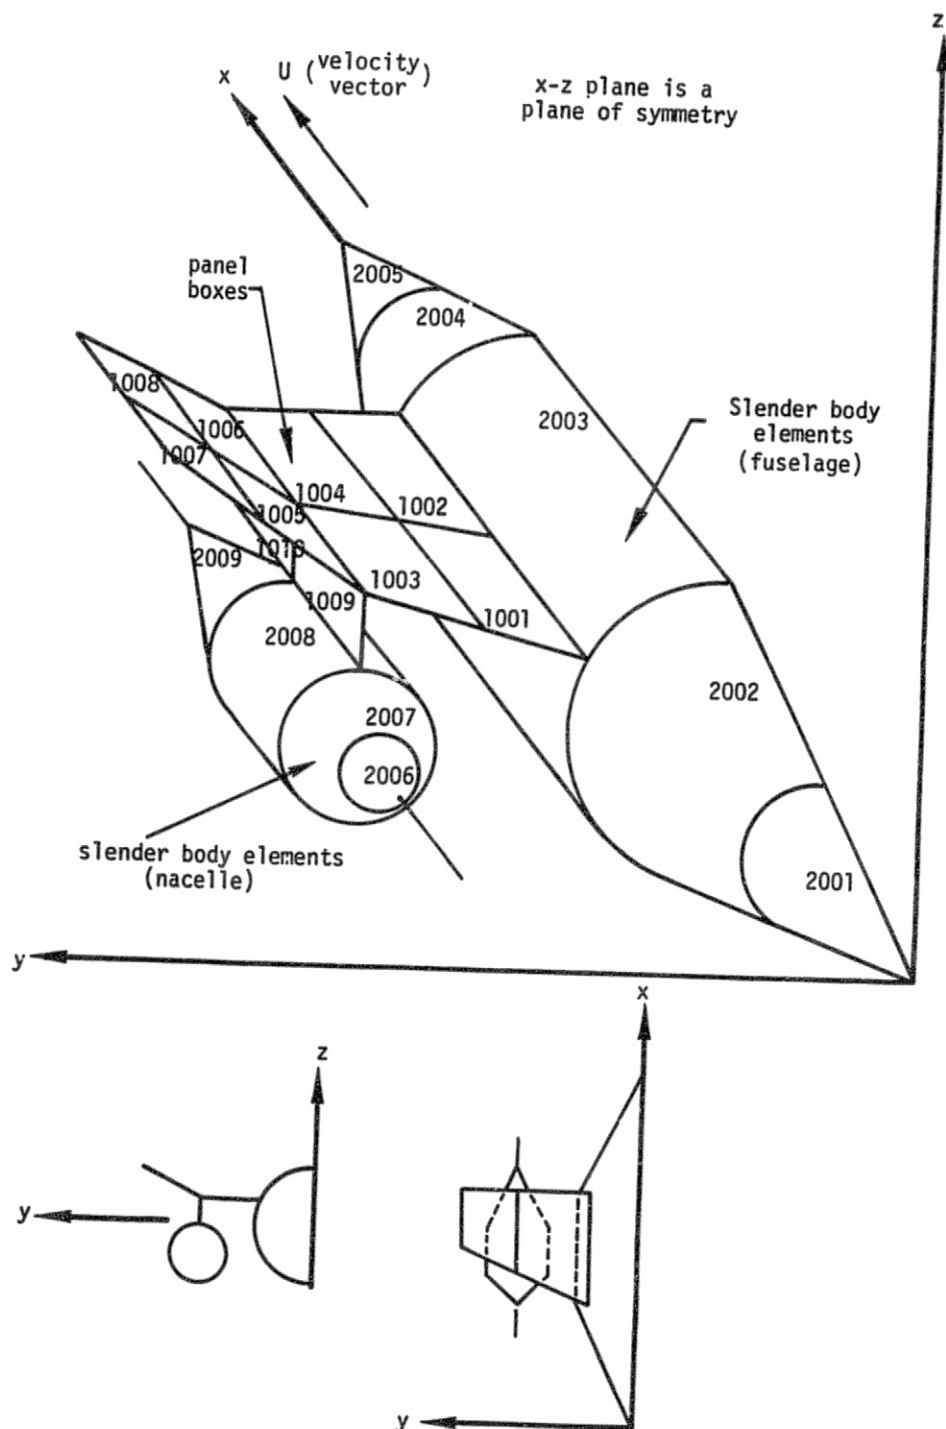 z
x
U (velocity
vector)
x-z plane is a
plane of symmetry
panel
boxes
2005
2004
2003
Slender body
elements
(fuselage)
1008
1006
1007
1004
1002
1005
1010
2009
1003
1009
1001
2008
2002
2007
2006
slender body elements
(nacelle)
2001
y
x
z
y
y